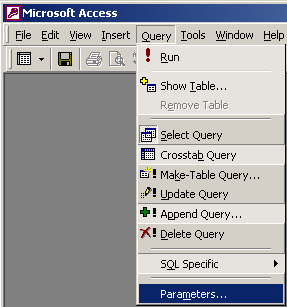 Microsoft Access
File Edit View Insert Query Tools Window Help
Run
Show Table...
Remove Table
Select Query
Crosstab Query
Make-Table Query...
Update Query
Append Query...
Delete Query
SQL Specific
Parameters...